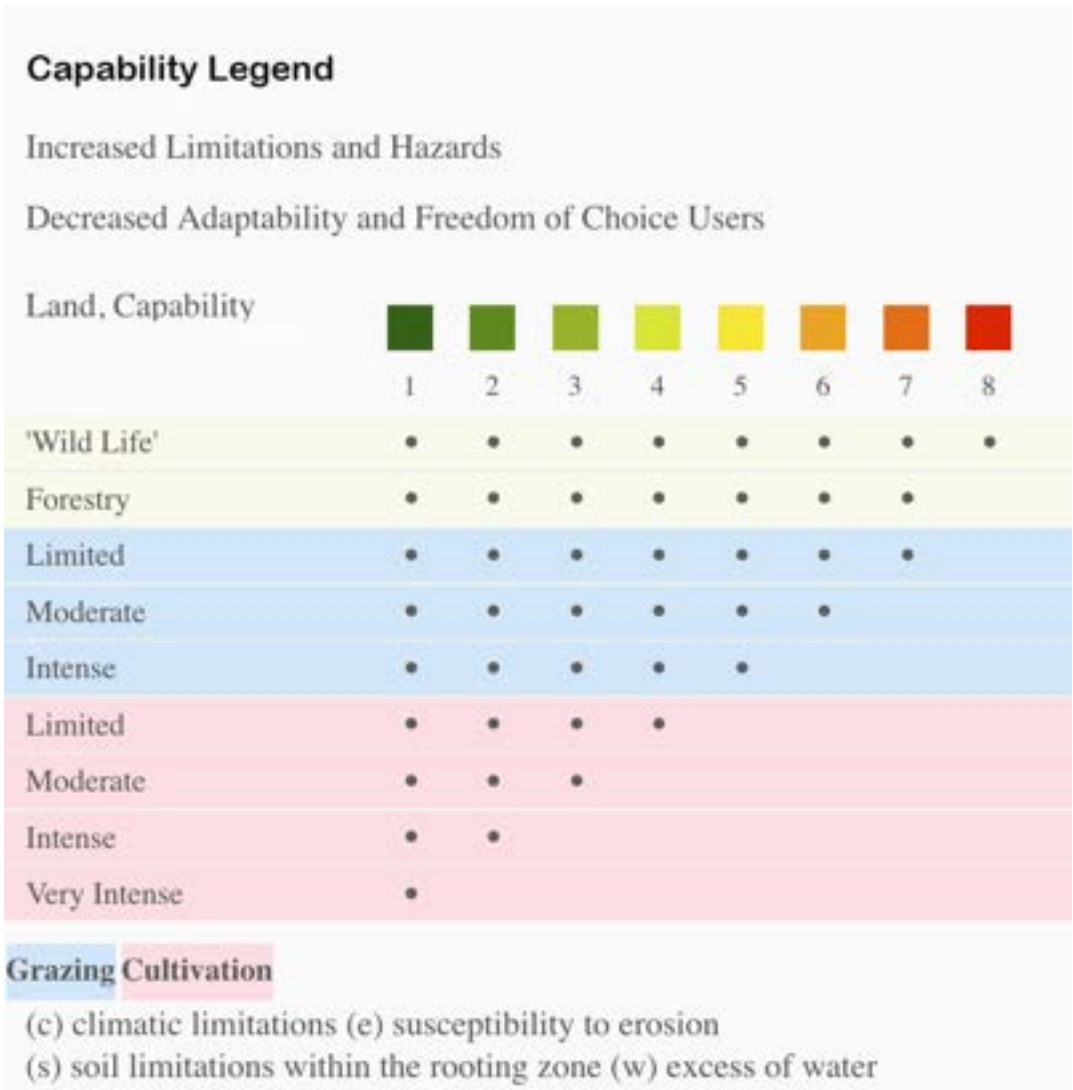 Capability Legend
Increased Limitations and Hazards
Decreased Adaptability and Freedom of Choice Users
Land, Capability
1 2 3 4 5 6 7 8
'Wild Life'
Forestry
Limited
Moderate
Intense
Limited
Moderate
Intense
Very Intense
Grazing Cultivation
(c) climatic limitations (e) susceptibility to erosion
(s) soil limitations within the rooting zone (w) excess of water